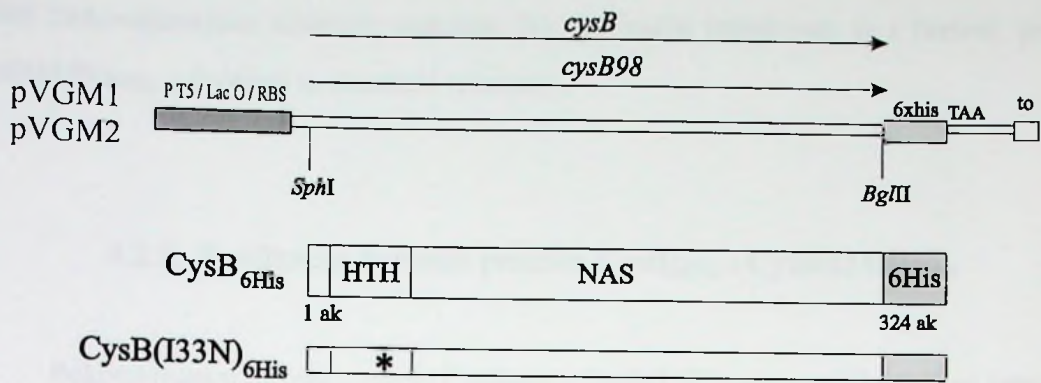 cysB
cysB98
pVGM1
P T5 / Lac O / RBS
6xhis TAA to
pVGM2
SphI BglII
CysB6His HTH NAS 6His
1 ak 324 ak
CysB(I33N)6His *